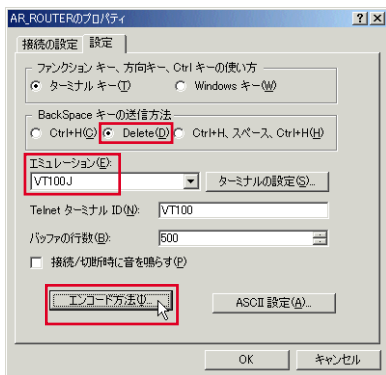 AR_ROUTERのプロパティ
接続の設定 設定
ファンクション キー、方向キー、Ctrl キーの使い方
ターミナル キー(T) Windows キー(W)
BackSpace キーの送信方法
Ctrl+H(C) Delete(D) Ctrl+H、スペース、Ctrl+H(H)
エミュレーション(E):
VT100J ターミナルの設定(S)...
Telnet ターミナル ID(N): VT100
バッファの行数(B): 500
接続/切断時に音を鳴らす(P)
エンコード方法(I)... ASCII 設定(A)...
OK キャンセル